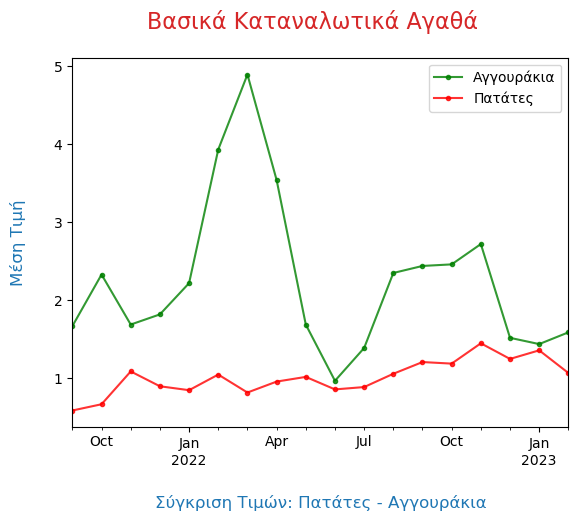 Βασικά Καταναλωτικά Αγαθά
Αγγουράκια
Πατάτες
Μέση Τιμή
5
4
3
2
1
Oct Jan Apr Jul Oct Jan
2022 2023
Σύγκριση Τιμών: Πατάτες - Αγγουράκια